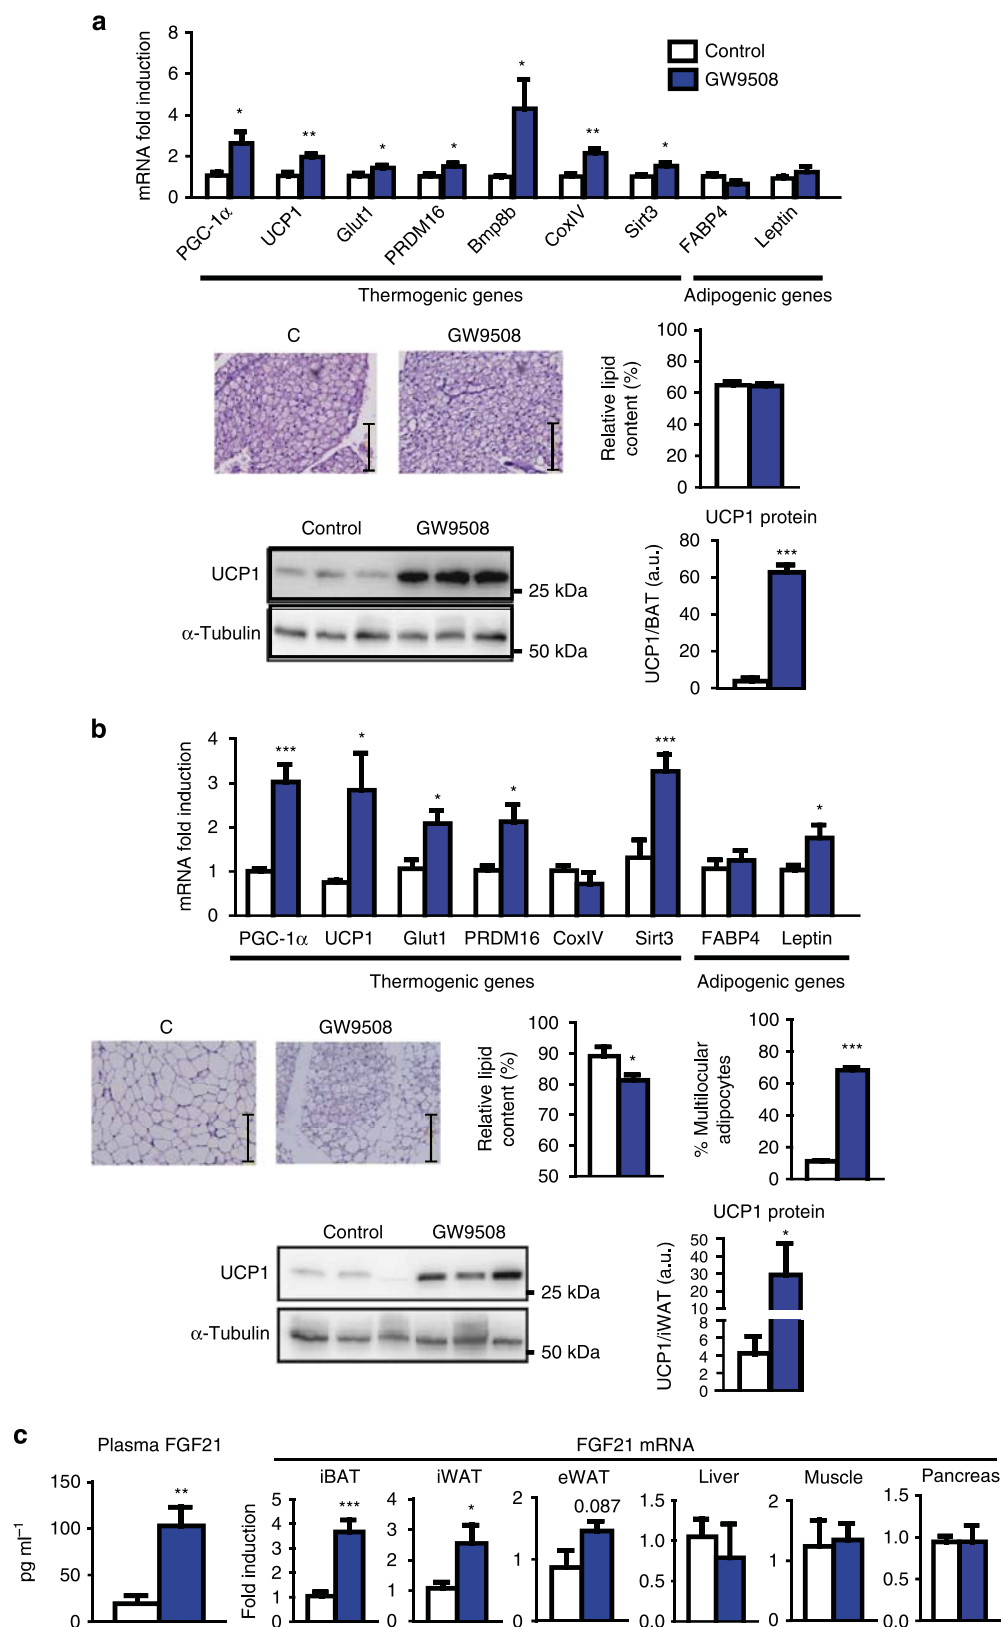 a
mRNA fold induction
8
6
4
2
0
*
**
*
*
*
**
*
Control
GW9508
PGC-1α
UCP1
Glut1
PRDM16
Bmp8b
CoxIV
Sirt3
FABP4
Leptin
Thermogenic genes
Adipogenic genes
C
GW9508
Relative lipid
content (%)
100
80
60
40
20
0
Control
GW9508
UCP1
25 kDa
α-Tubulin
50 kDa
UCP1 protein
UCP1/BAT (a.u.)
80
60
40
20
0
***
b
mRNA fold induction
4
3
2
1
0
***
*
*
*
***
*
PGC-1α
UCP1
Glut1
PRDM16
CoxIV
Sirt3
FABP4
Leptin
Thermogenic genes
Adipogenic genes
C
GW9508
Relative lipid
content (%)
100
90
80
70
60
50
*
% Multilocular
adipocytes
100
80
60
40
20
0
***
Control
GW9508
UCP1
25 kDa
α-Tubulin
50 kDa
UCP1 protein
UCP1/iWAT (a.u.)
50
40
30
20
10
8
6
4
2
0
*
c
Plasma FGF21
pg ml⁻¹
150
100
50
0
**
FGF21 mRNA
Fold induction
iBAT
5
4
3
2
1
0
***
iWAT
4
3
2
1
0
*
eWAT
2
1
0
0.087
Liver
1.5
1.0
0.5
0.0
Muscle
2
1
0
Pancreas
1.5
1.0
0.5
0.0